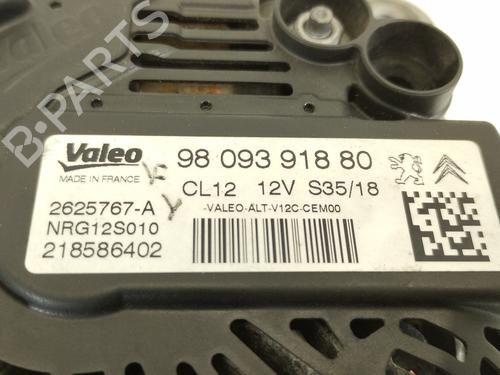 Valeo
B-PARTS
Valeo
98 093 918 80
MADE IN FRANCE
CL12 12V S35/18
2625767-A
-VALEO-ALT-V12C-CEM00
NRG12S010
218586402